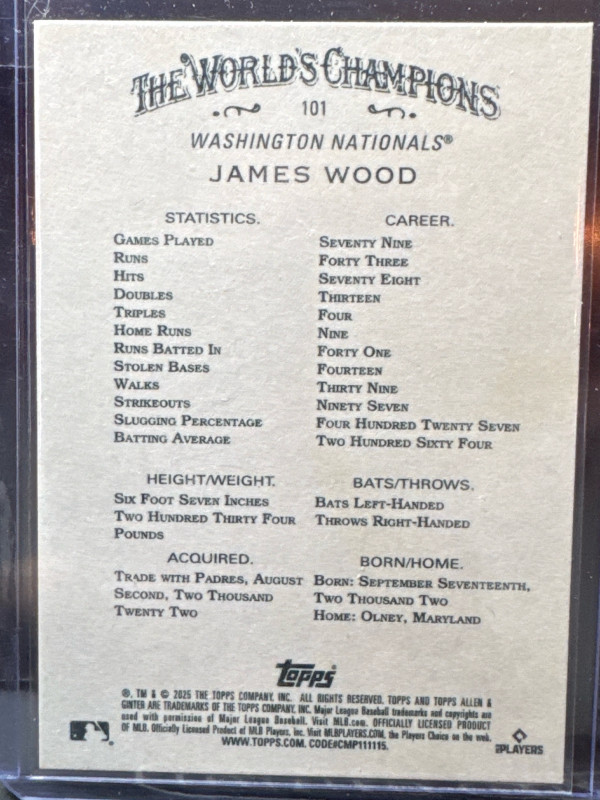 THE WORLD'S CHAMPIONS
101
WASHINGTON NATIONALS®
JAMES WOOD
STATISTICS. CAREER.
GAMES PLAYED SEVENTY NINE
RUNS FORTY THREE
HITS SEVENTY EIGHT
DOUBLES THIRTEEN
TRIPLES FOUR
HOME RUNS NINE
RUNS BATTED IN FORTY ONE
STOLEN BASES FOURTEEN
WALKS THIRTY NINE
STRIKEOUTS NINETY SEVEN
SLUGGING PERCENTAGE FOUR HUNDRED TWENTY SEVEN
BATTING AVERAGE TWO HUNDRED SIXTY FOUR
HEIGHT/WEIGHT.
SIX FOOT SEVEN INCHES
TWO HUNDRED THIRTY FOUR
POUNDS
BATS/THROWS.
BATS LEFT-HANDED
THROWS RIGHT-HANDED
ACQUIRED.
TRADE WITH PADRES, AUGUST
SECOND, TWO THOUSAND
TWENTY TWO
BORN/HOME.
BORN: SEPTEMBER SEVENTEENTH,
TWO THOUSAND TWO
HOME: OLNEY, MARYLAND
Topps®
®, TM & © 2025 THE TOPPS COMPANY, INC. ALL RIGHTS RESERVED. TOPPS AND TOPPS ALLEN &
GINTER ARE TRADEMARKS OF THE TOPPS COMPANY, INC. Major League Baseball trademarks and copyrights are
used with permission of Major League Baseball. Visit MLB.com. OFFICIALLY LICENSED PRODUCT
OF MLB. Officially Licensed Product of MLB Players, Inc. Visit MLBPLAYERS.COM, the Players Choice on the web.
WWW.TOPPS.COM. CODE#CMP111115.
PLAYERS